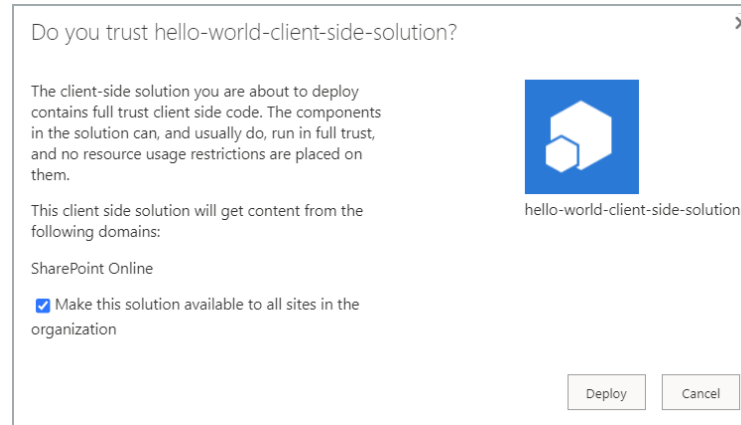 Do you trust hello-world-client-side-solution?
The client-side solution you are about to deploy
contains full trust client side code. The components
in the solution can, and usually do, run in full trust,
and no resource usage restrictions are placed on
them.
This client side solution will get content from the
following domains:
SharePoint Online
Make this solution available to all sites in the
organization
hello-world-client-side-solution
Deploy
Cancel